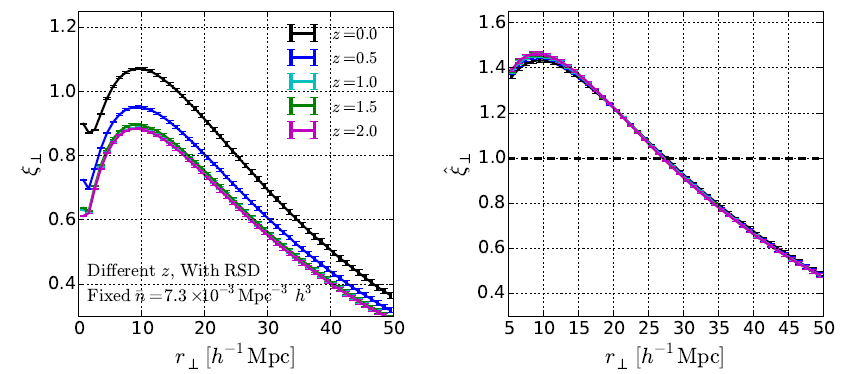 1.2
1.0
0.8
0.6
0.4
ξ⊥
0 10 20 30 40 50
r⊥ [h⁻¹ Mpc]
z=0.0
z=0.5
z=1.0
z=1.5
z=2.0
Different z, With RSD
Fixed n̄=7.3×10⁻³ Mpc⁻³ h³
1.6
1.4
1.2
1.0
0.8
0.6
0.4
ξ̂⊥
5 10 15 20 25 30 35 40 45 50
r⊥ [h⁻¹ Mpc]